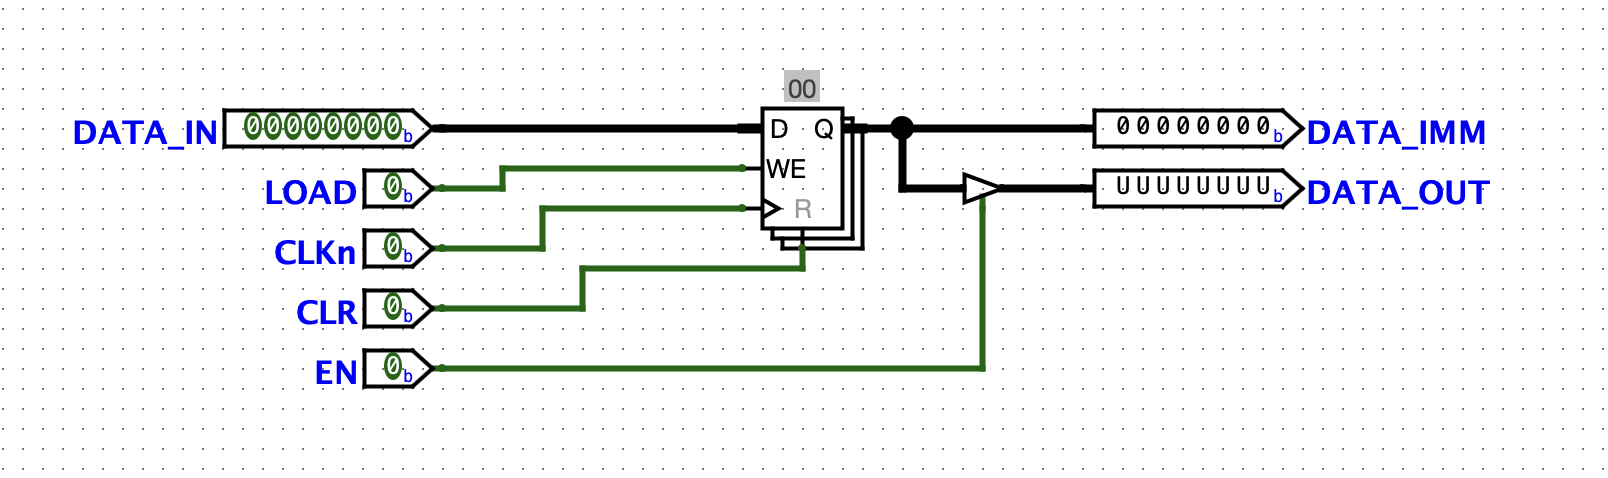 00
DATA_IN 00000000b D Q 00000000b DATA_IMM
LOAD 0b WE UUUUUUUUb DATA_OUT
R
CLKn 0b
CLR 0b
EN 0b